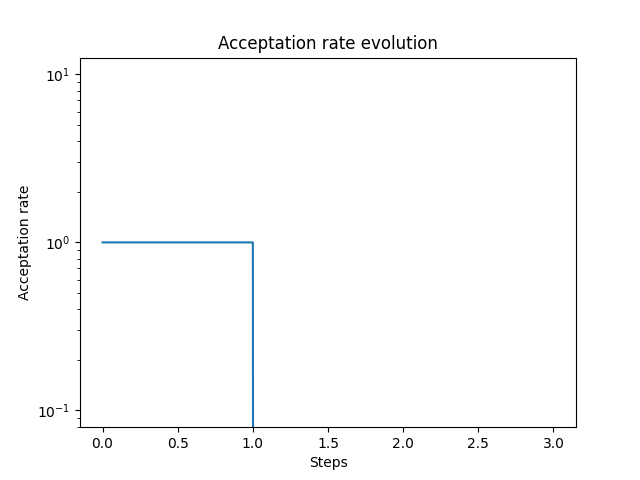 Acceptation rate evolution
Acceptation rate
10¹
10⁰
10⁻¹
0.0 0.5 1.0 1.5 2.0 2.5 3.0
Steps